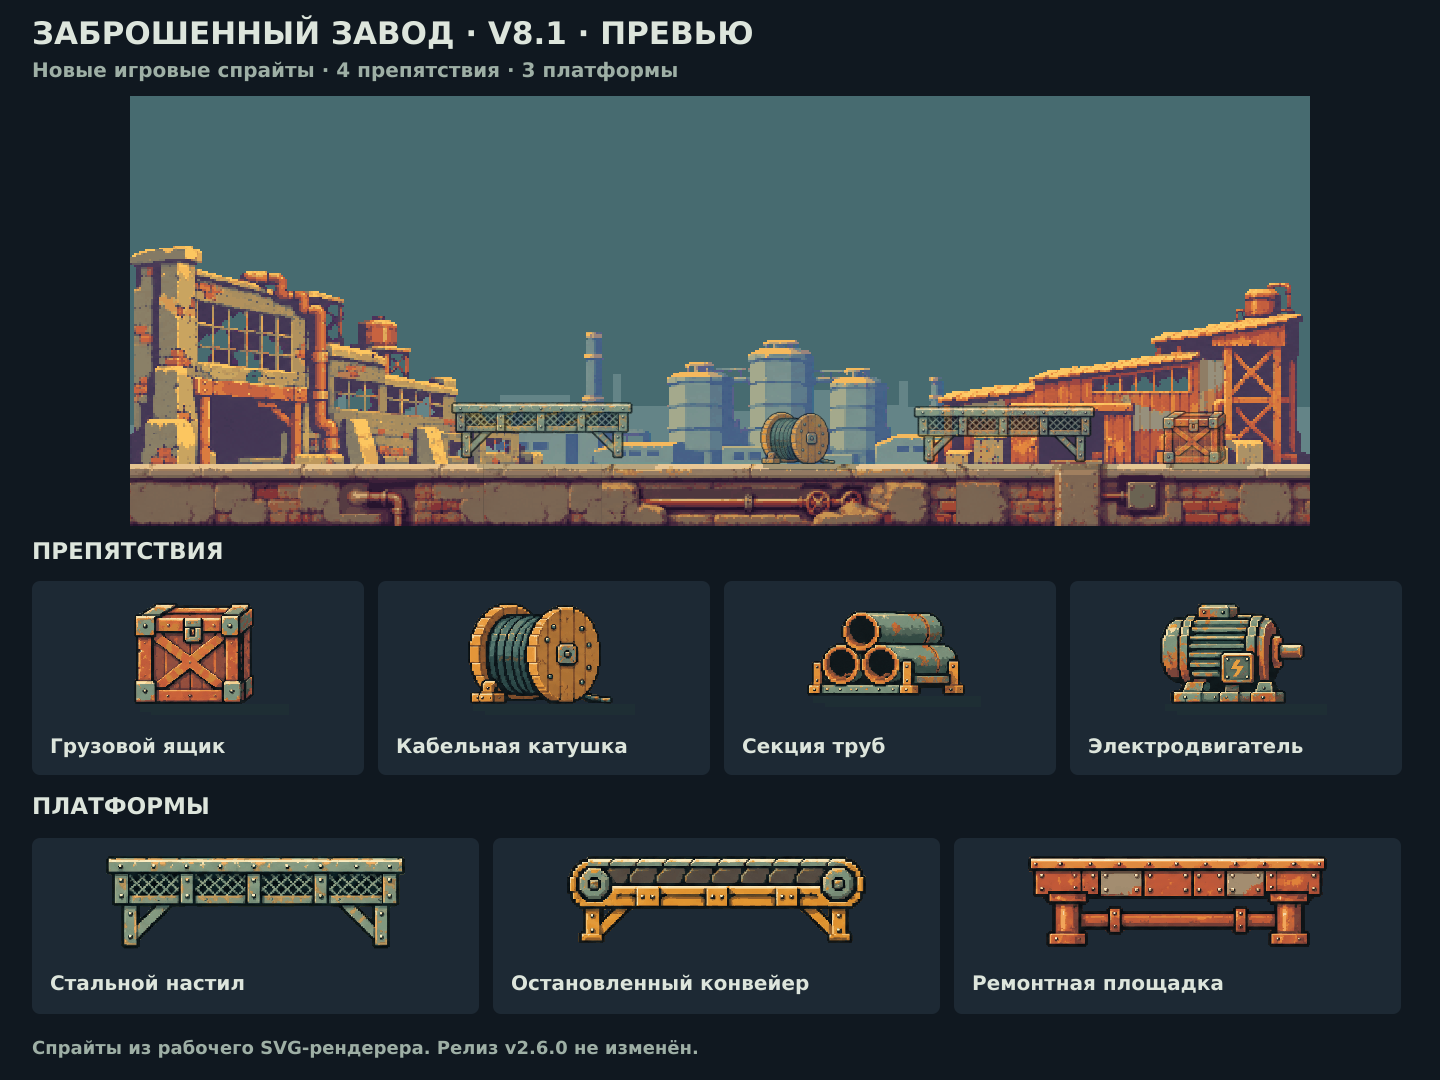 ЗАБРОШЕННЫЙ ЗАВОД · V8.1 · ПРЕВЬЮ
Новые игровые спрайты · 4 препятствия · 3 платформы
ПРЕПЯТСТВИЯ
Грузовой ящик
Кабельная катушка
Секция труб
Электродвигатель
ПЛАТФОРМЫ
Стальной настил
Остановленный конвейер
Ремонтная площадка
Спрайты из рабочего SVG-рендерера. Релиз v2.6.0 не изменён.